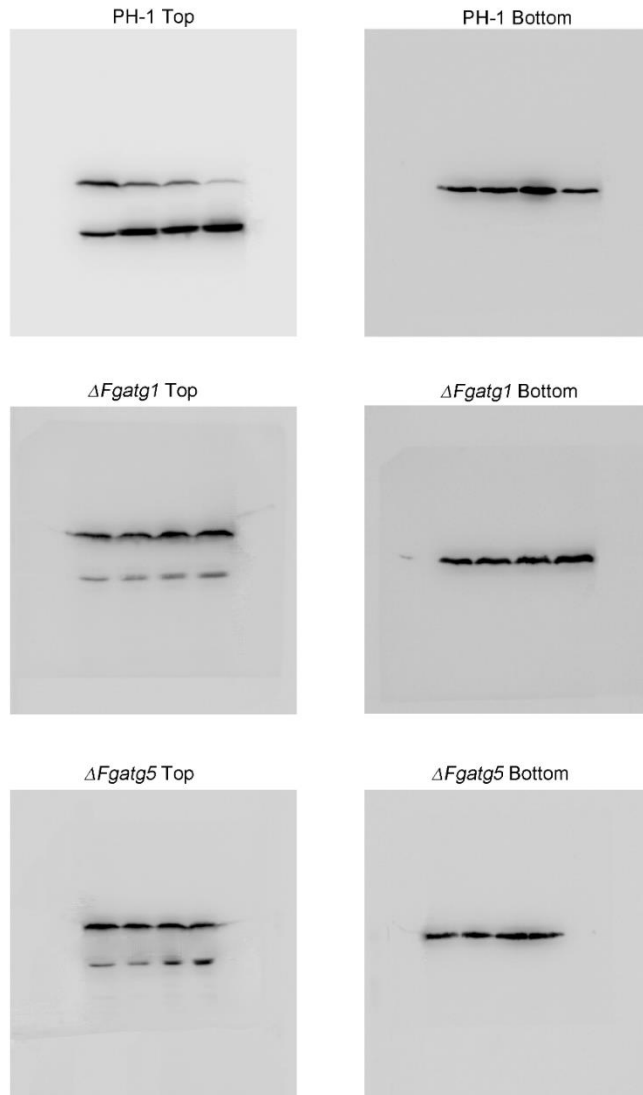 PH-1 Top
PH-1 Bottom
ΔFgatg1 Top
ΔFgatg1 Bottom
ΔFgatg5 Top
ΔFgatg5 Bottom